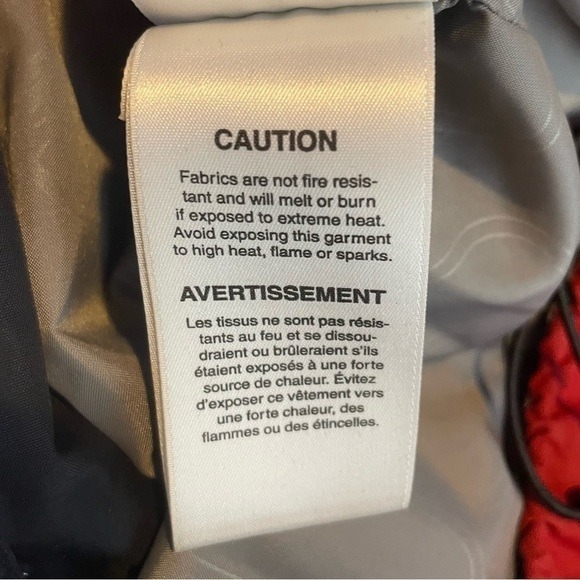 CAUTION
Fabrics are not fire resis-
tant and will melt or burn
if exposed to extreme heat.
Avoid exposing this garment
to high heat, flame or sparks.
AVERTISSEMENT
Les tissus ne sont pas résis-
tants au feu et se dissou-
draient ou brûleraient s'ils
étaient exposés à une forte
source de chaleur. Évitez
d'exposer ce vêtement vers
une forte chaleur, des
flammes ou des étincelles.